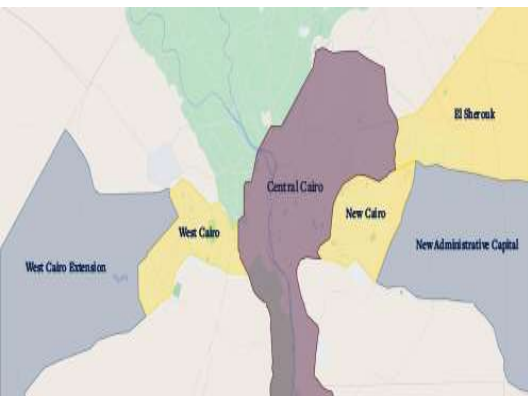 El Sherouk
Central Cairo
New Cairo
West Cairo
New Administrative Capital
West Cairo Extension